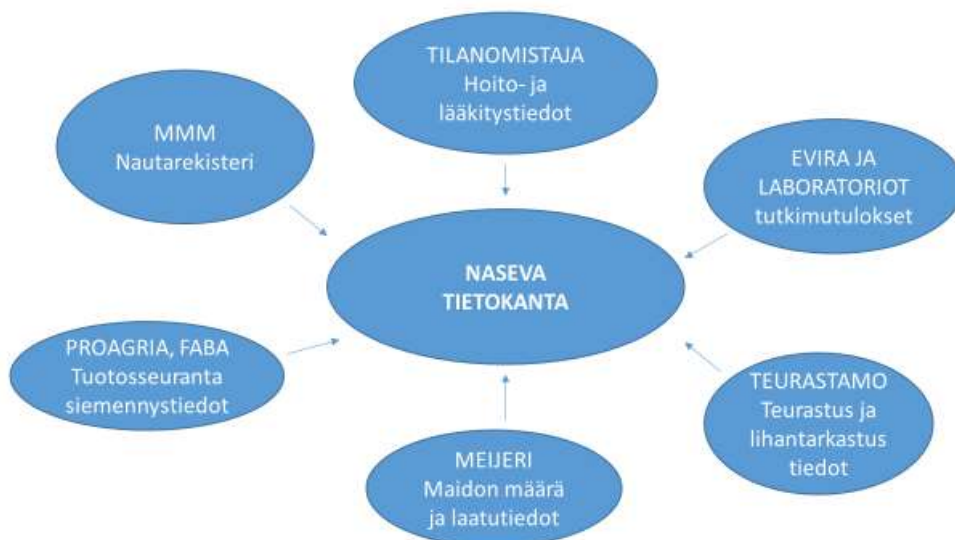 TILANOMISTAJA
Hoito- ja
lääkitystiedot
MMM
Nautarekisteri
EVIRA JA
LABORATORIOT
tutkimutulokset
NASEVA
TIETOKANTA
PROAGRIA, FABA
Tuotosseuranta
siemennystiedot
TEURASTAMO
Teurastus ja
lihantarkastus
tiedot
MEIJERI
Maidon määrä
ja laatutiedot